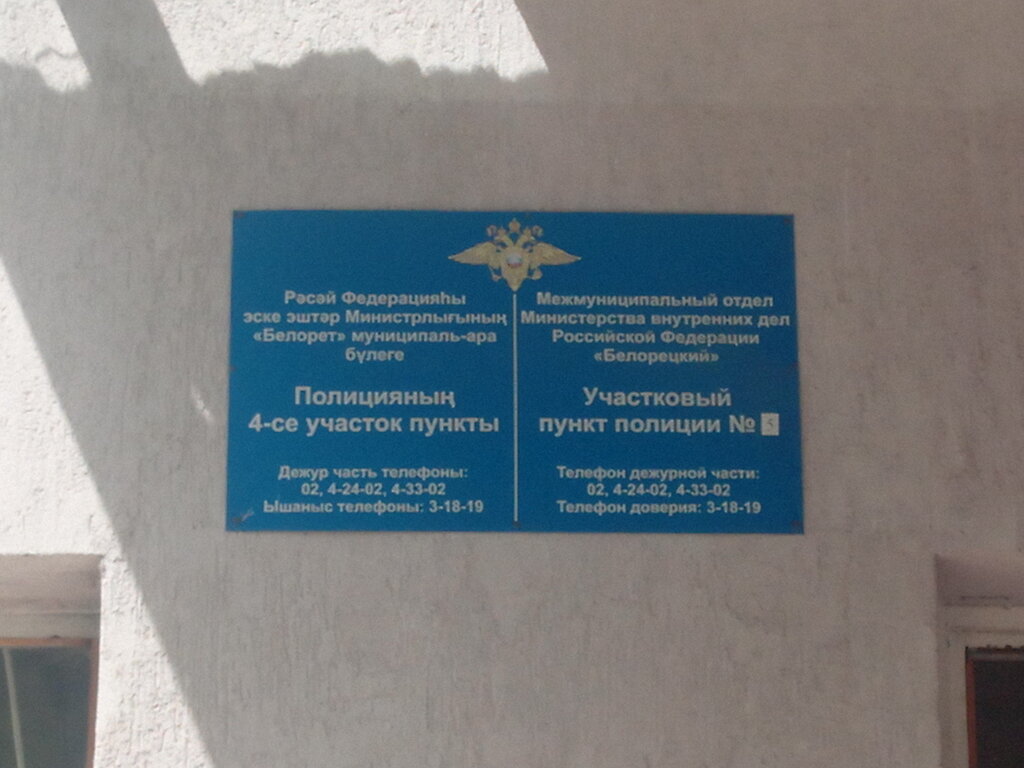 Рәсәй Федерацияһы
эске эштәр Министрлығының
«Белорет» муниципаль-ара
бүлеге
Полицияның
4-се участок пункты
Дежур часть телефоны:
02, 4-24-02, 4-33-02
Ышаныс телефоны: 3-18-19
Межмуниципальный отдел
Министерства внутренних дел
Российской Федерации
«Белорецкий»
Участковый
пункт полиции №
Телефон дежурной части:
02, 4-24-02, 4-33-02
Телефон доверия: 3-18-19